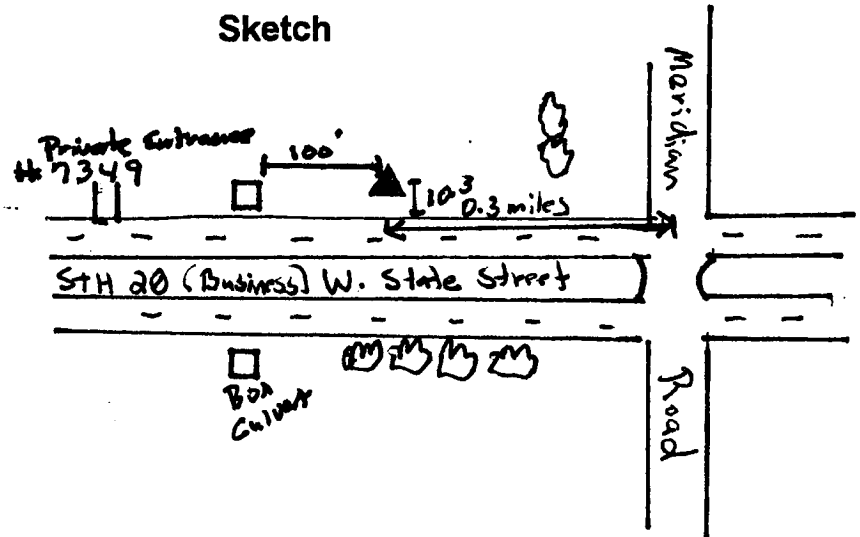 Sketch
Private Entrance
#: 7349
100'
10.3
0.3 miles
Meridian
StH 20 (Business) W. State Street
Box
Culvert
Road